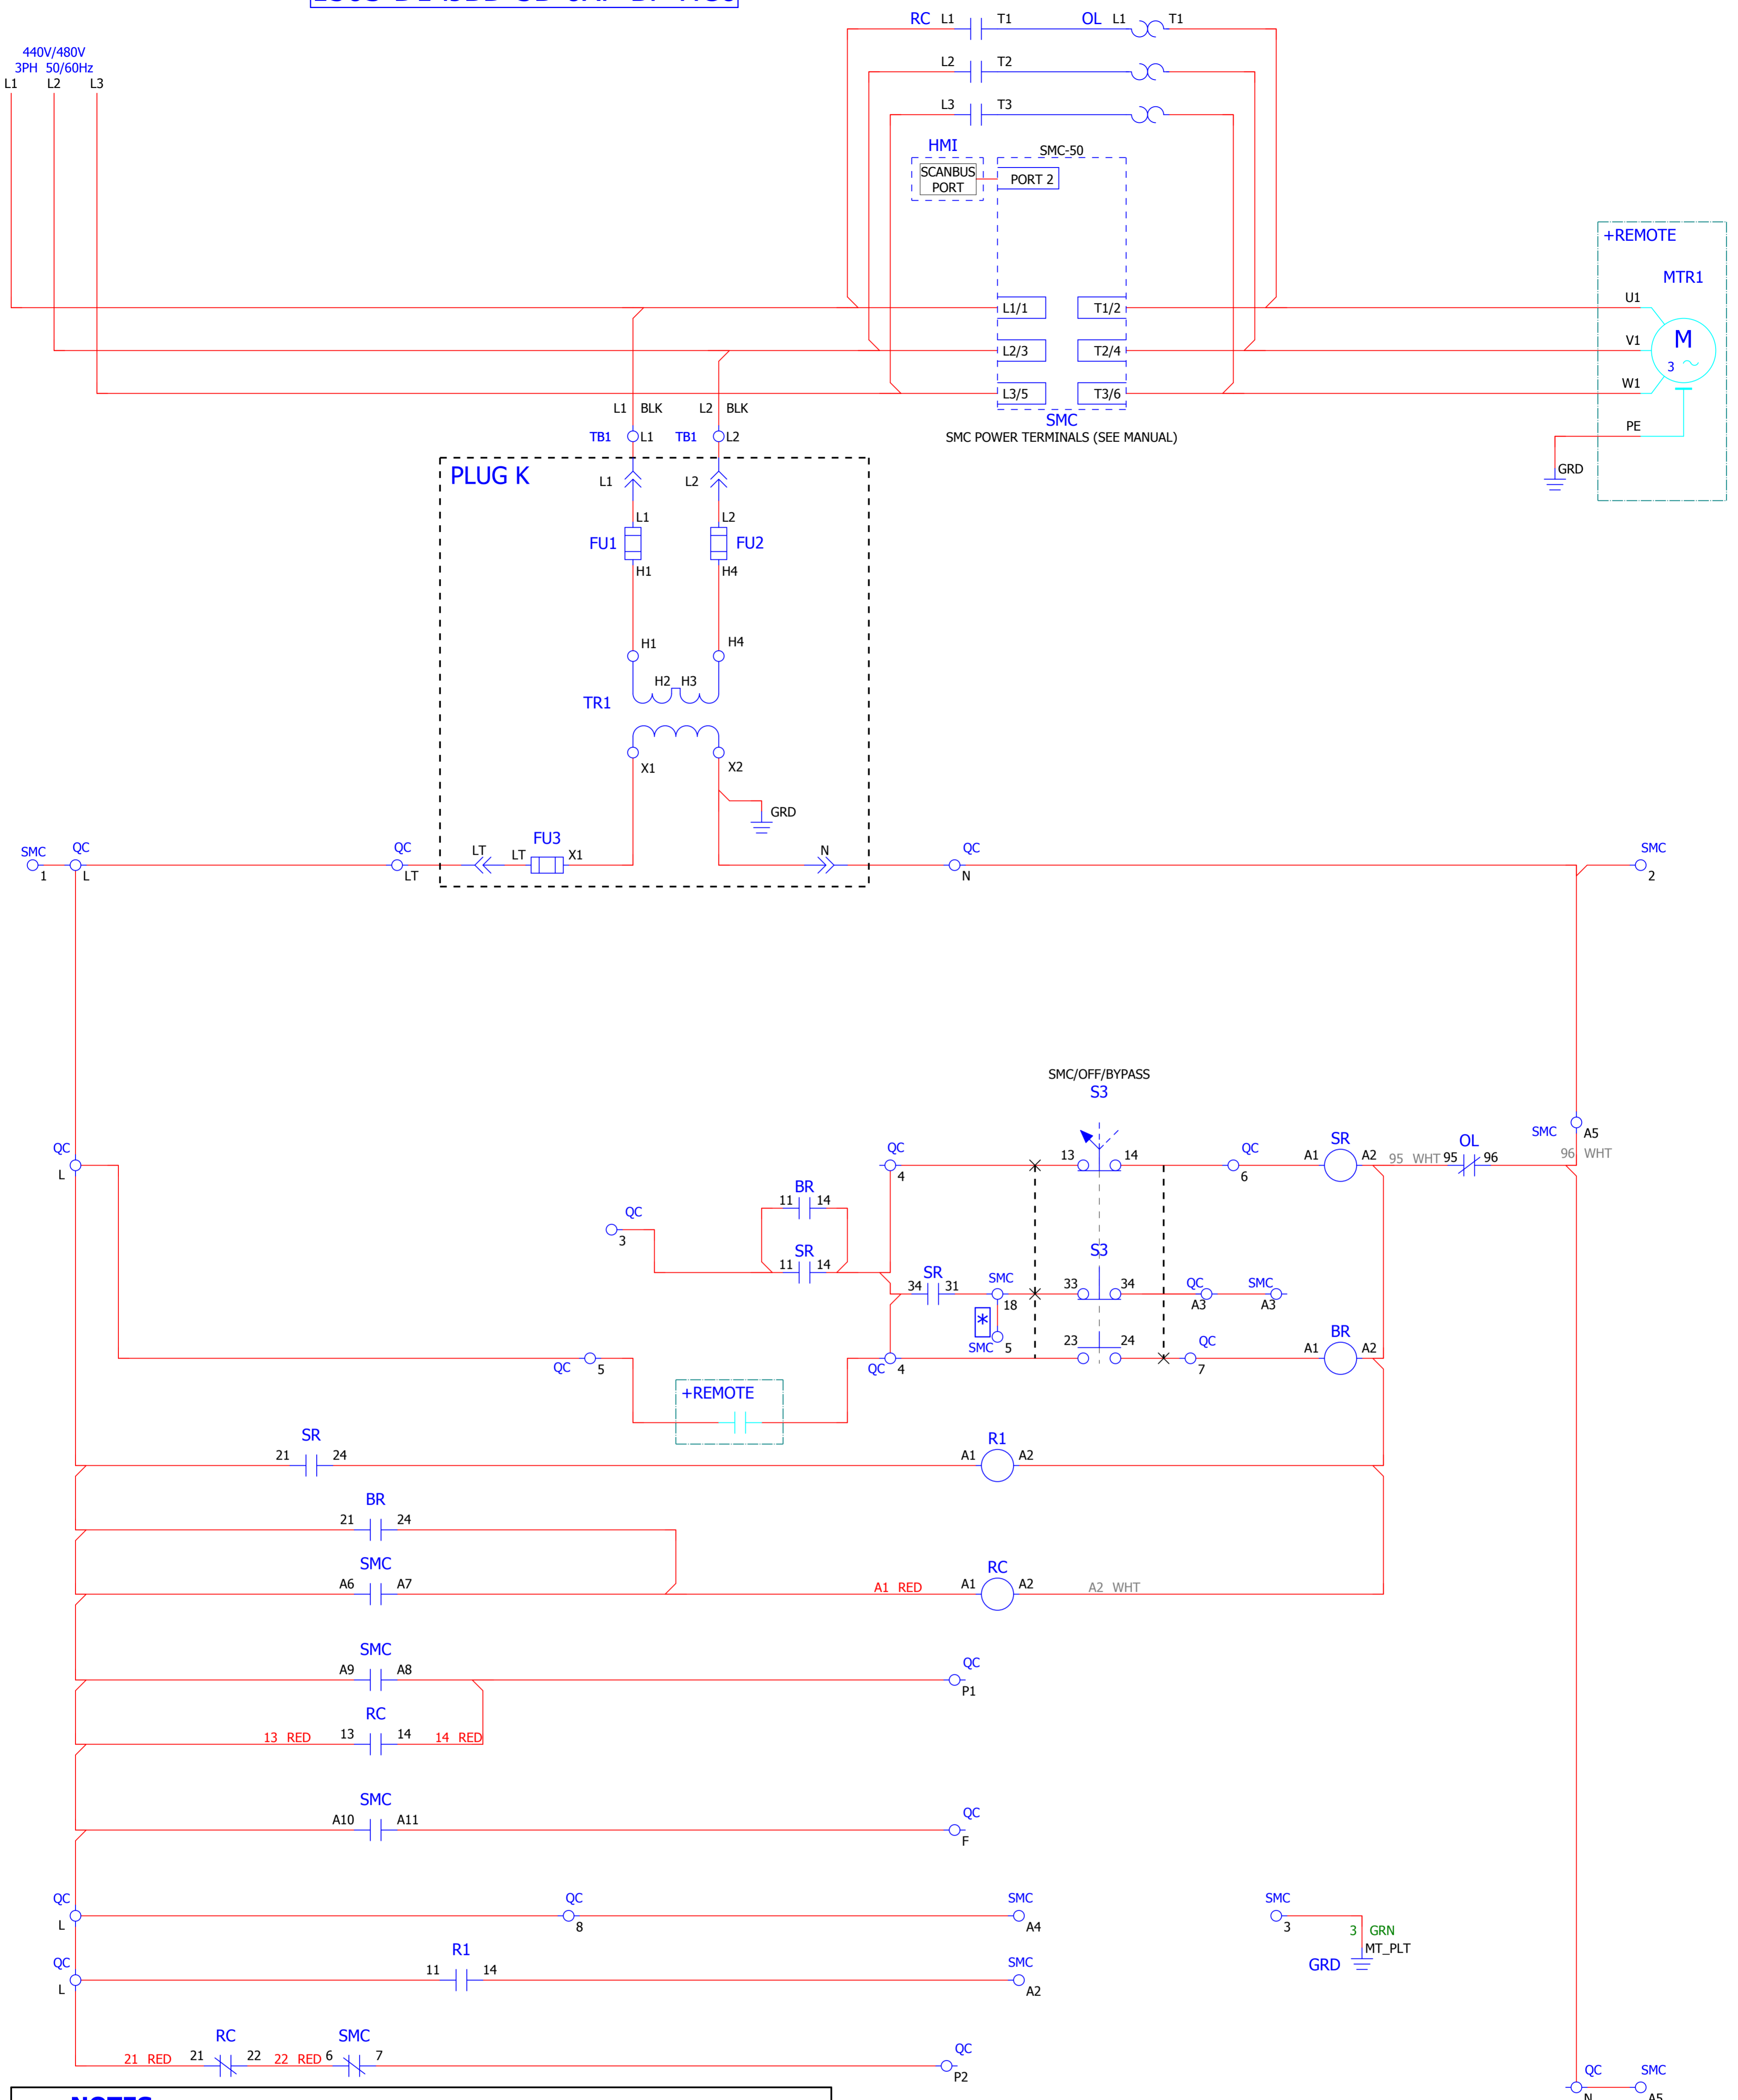 RC L1 T1 OL L1 T1
440V/480V
3PH 50/60Hz
L1 L2 L3
L2 T2
L3 T3
HMI
SMC-50
SCANBUS
PORT
PORT 2
+REMOTE
MTR1
L1/1 T1/2 U1
L2/3 T2/4 V1
M
3
L3/5 T3/6 W1
L1 BLK L2 BLK
SMC
SMC POWER TERMINALS (SEE MANUAL)
PE
GRD
TB1 L1 TB1 L2
PLUG K
L1 L2
L1 L2
FU1 FU2
H1 H4
H1 H4
H2 H3
TR1
X1 X2
GRD
SMC QC QC FU3 QC SMC
LT LT X1 N
1 L LT N 2
SMC/OFF/BYPASS
S3
SMC A5
QC QC 13 14 QC SR OL
A1 A2 95 WHT 95 96 96 WHT
L 4 6
BR
11 14
QC
3
SR S3
11 14
SR
34 31 SMC 33 34 QC SMC
18 A3 A3
*
SMC 5 23 24 QC BR
A1 A2
QC 5 QC 4 7
+REMOTE
SR R1
21 24 A1 A2
BR
21 24
SMC RC
A6 A7 A1 RED A1 A2 A2 WHT
SMC QC
A9 A8 P1
RC
13 RED 13 14 14 RED
SMC QC
A10 A11 F
QC QC SMC SMC
L 8 A4 3
3 GRN
MT_PLT
GRD
QC R1 SMC
11 14
L A2
RC SMC QC
21 RED 21 22 22 RED 6 7
P2
QC SMC
N A5
NOTES